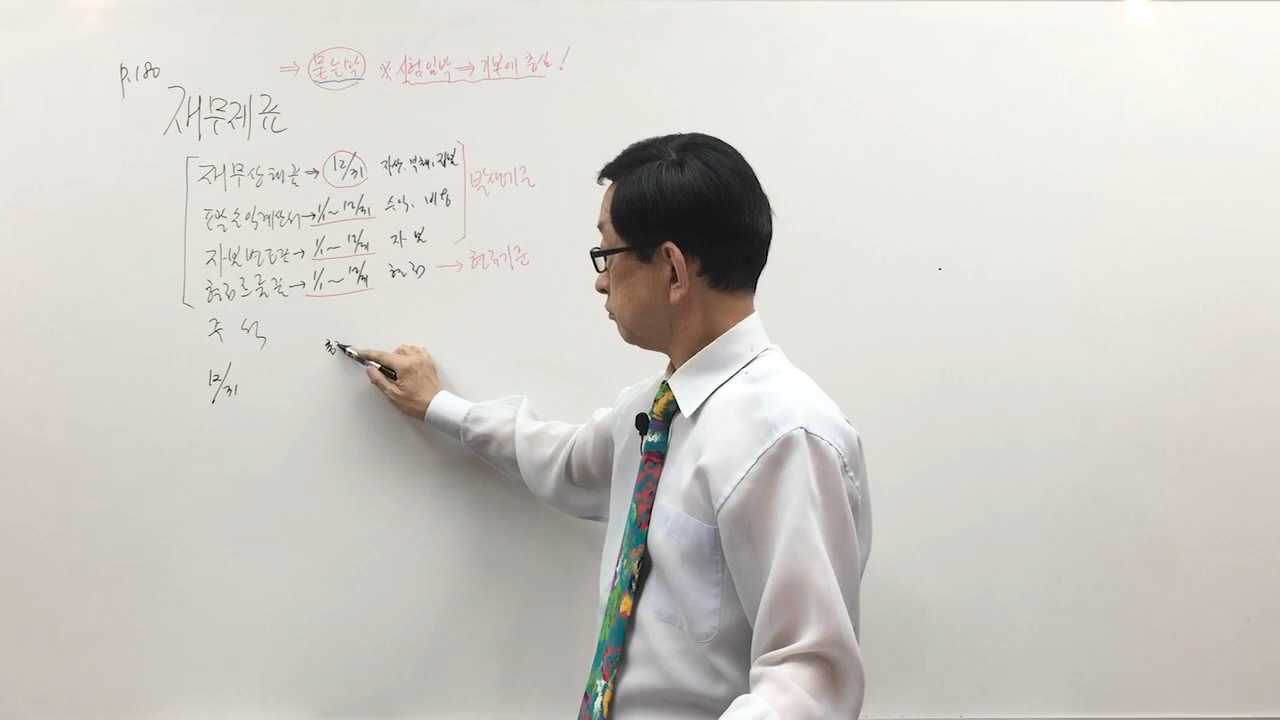 p.180
⇒ 묻는말 ※ 시험임박 ⇒ 기본에 충실!
재무제표
재무상태표 → 12/31 자산, 부채, 자본
포괄손익계산서 → 1/1 ~ 12/31 수익, 비용
발생기준
자본변동표 → 1/1 ~ 12/31 자본
현금흐름표 → 1/1 ~ 12/31 현금 → 현금기준
주석
12/31